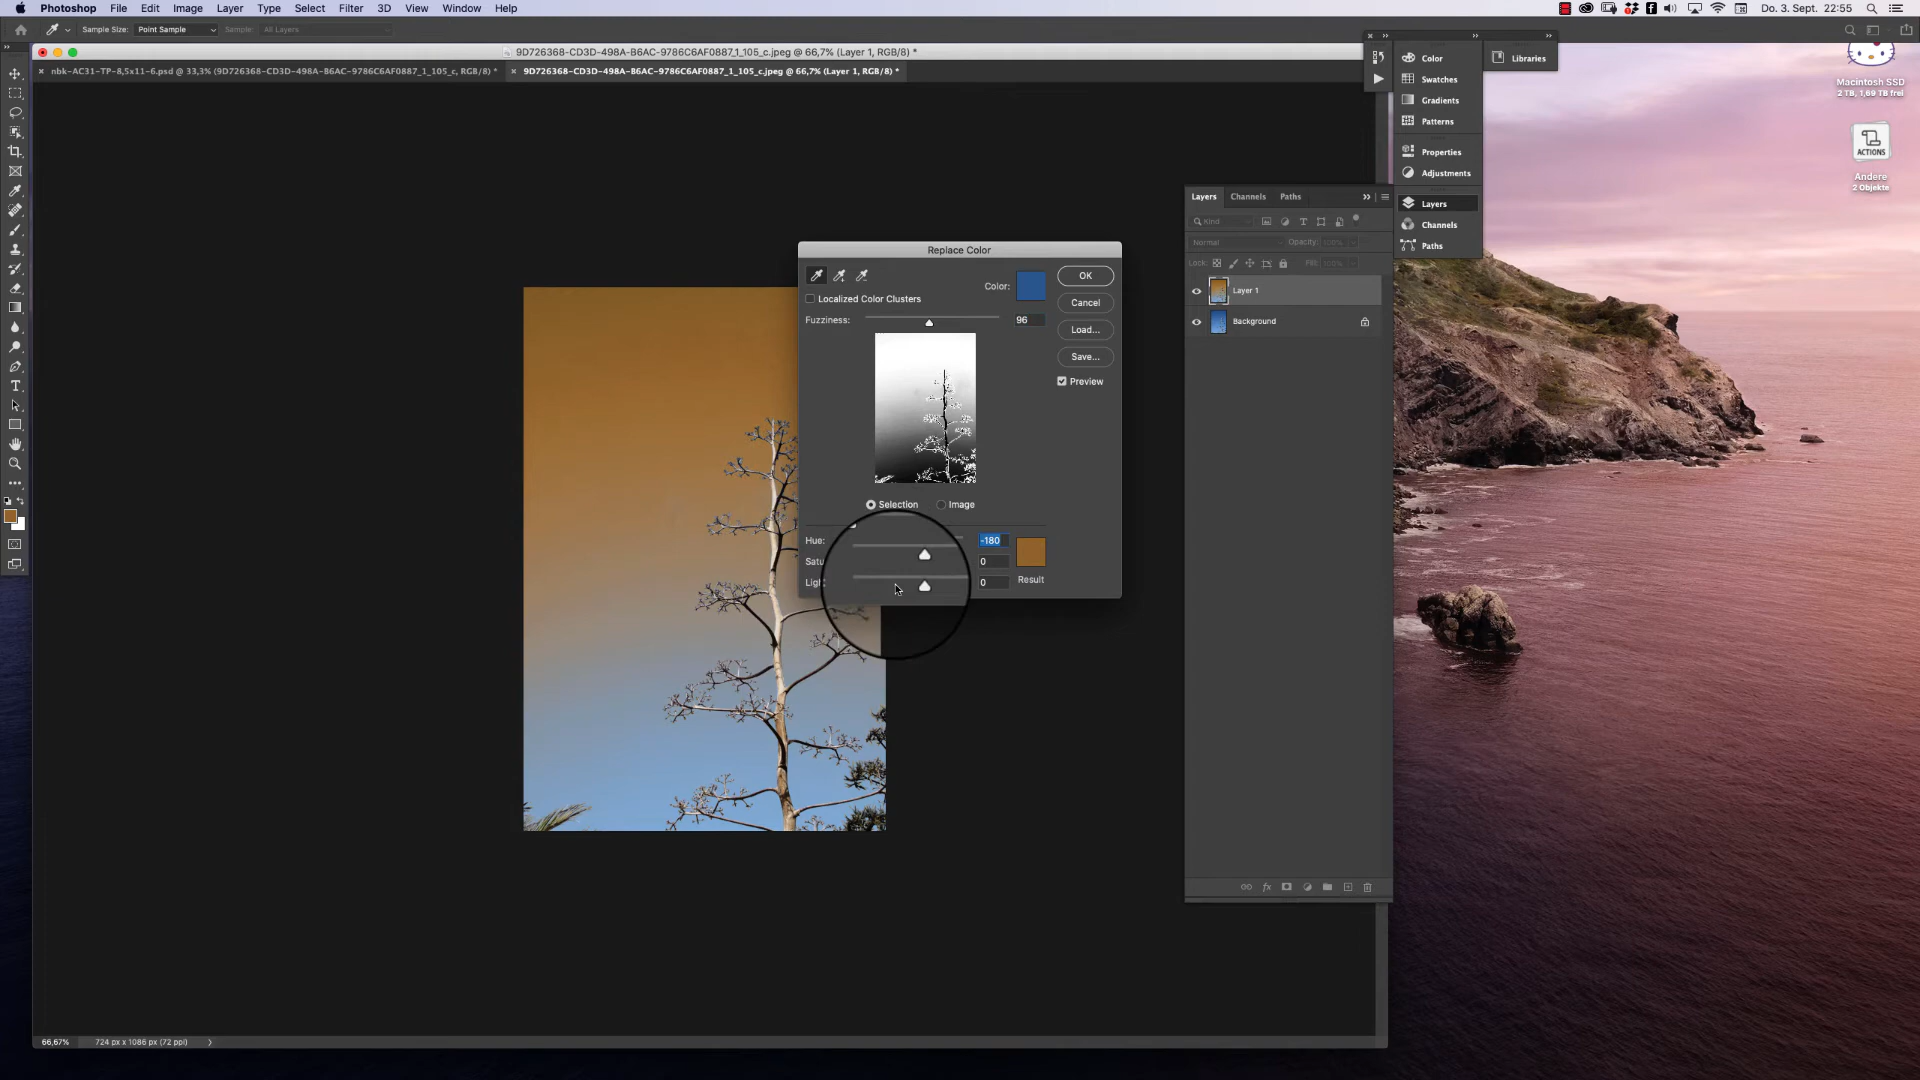 Photoshop File Edit Image Layer Type Select Filter 3D View Window Help
Do. 3. Sept. 22:55
Sample Size: Point Sample Sample: All Layers
9D726368-CD3D-498A-B6AC-9786C6AF0887_1_105_c.jpeg @ 66,7% (Layer 1, RGB/8) *
nbk-AC31-TP-8,5x11-6.psd @ 33,3% (9D726368-CD3D-498A-B6AC-9786C6AF0887_1_105_c, RGB/8) *
9D726368-CD3D-498A-B6AC-9786C6AF0887_1_105_c.jpeg @ 66,7% (Layer 1, RGB/8) *
Color
Swatches
Gradients
Patterns
Properties
Adjustments
Layers
Channels
Paths
Libraries
Macintosh SSD
2 TB, 1,69 TB frei
ACTIONS
Andere
2 Objekte
Layers Channels Paths
Kind
Normal Opacity: 100%
Lock: Fill: 100%
Layer 1
Background
Replace Color
Localized Color Clusters
Color:
Fuzziness: 96
OK
Cancel
Load...
Save...
Preview
Selection Image
Hue: -180
Satu 0
Ligh 0
Result
66,67% 724 px x 1086 px (72 ppi)